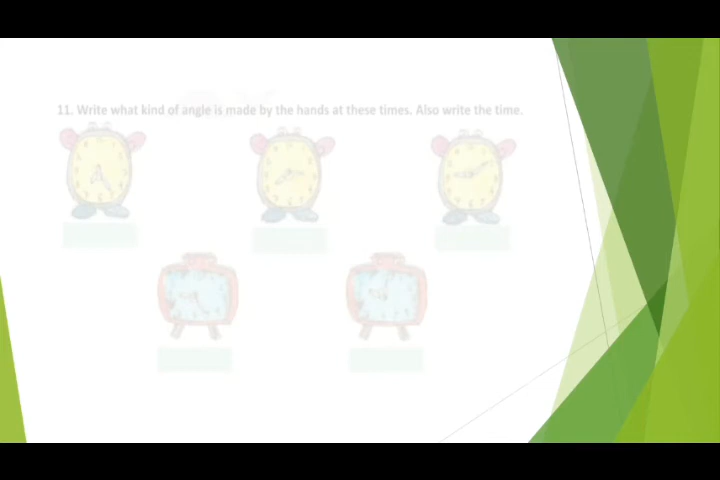 11. Write what kind of angle is made by the hands at these times. Also write the time.